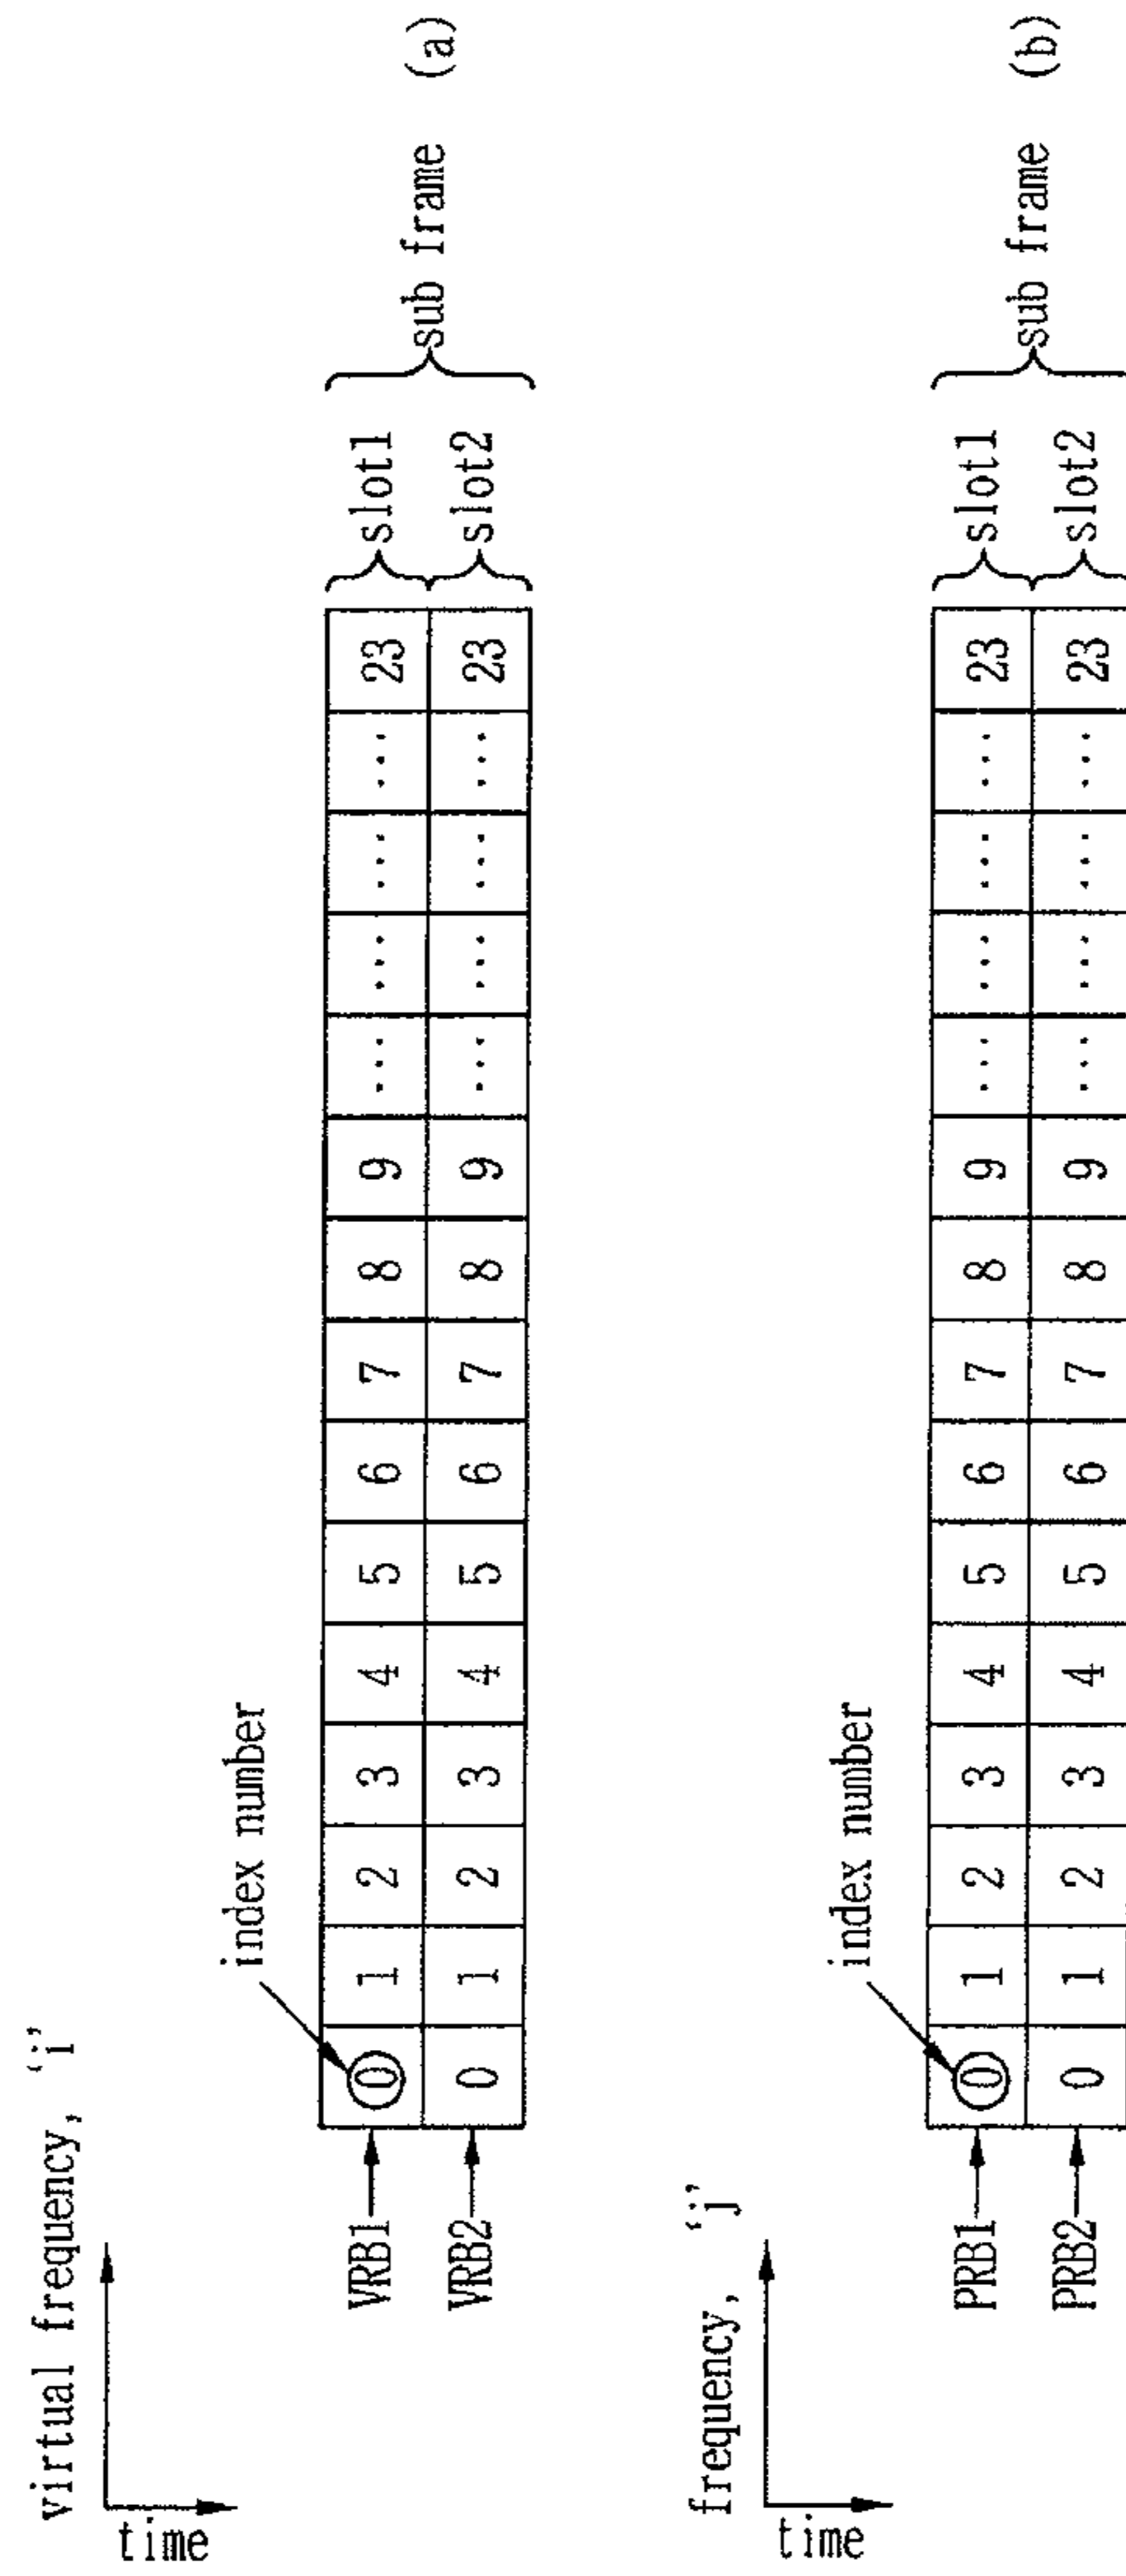 virtual frequency, 'i'
time
index number
VRB1 0 1 2 3 4 5 6 7 8 9 ... ... ... ... 23 slot1
VRB2 0 1 2 3 4 5 6 7 8 9 ... ... ... ... 23 slot2
sub frame (a)
frequency, 'j'
time
index number
PRB1 0 1 2 3 4 5 6 7 8 9 ... ... ... ... 23 slot1
PRB2 0 1 2 3 4 5 6 7 8 9 ... ... ... ... 23 slot2
sub frame (b)